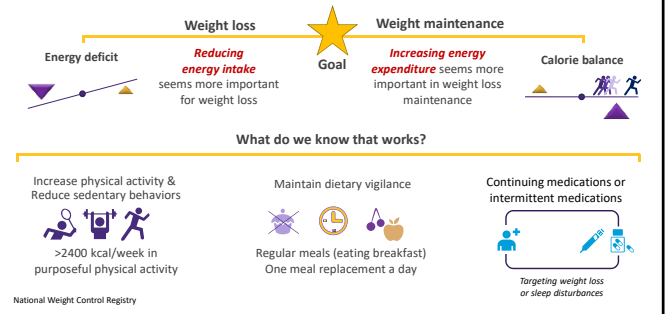 Weight loss
Weight maintenance
Energy deficit
Reducing
energy intake
seems more important
for weight loss
Goal
Increasing energy
expenditure seems more
important in weight loss
maintenance
Calorie balance
What do we know that works?
Increase physical activity &
Reduce sedentary behaviors
>2400 kcal/week in
purposeful physical activity
Maintain dietary vigilance
Regular meals (eating breakfast)
One meal replacement a day
Continuing medications or
intermittent medications
Targeting weight loss
or sleep disturbances
National Weight Control Registry